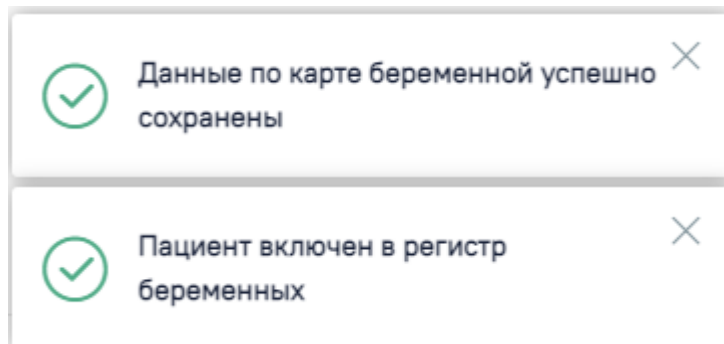 Данные по карте беременной успешно
сохранены
Пациент включен в регистр
беременных